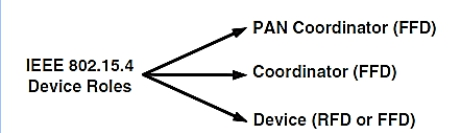 PAN Coordinator (FFD)
IEEE 802.15.4
Device Roles
Coordinator (FFD)
Device (RFD or FFD)